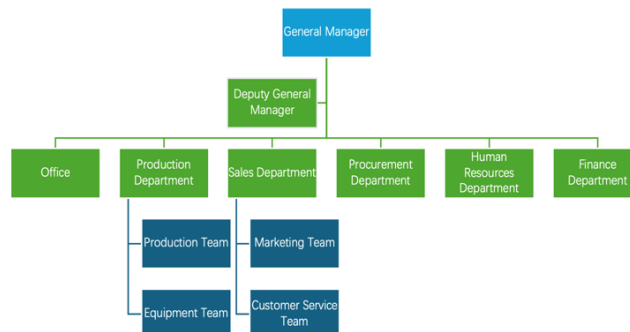 General Manager
Deputy General
Manager
Office
Production
Department
Sales Department
Procurement
Department
Human
Resources
Department
Finance
Department
Production Team
Marketing Team
Equipment Team
Customer Service
Team